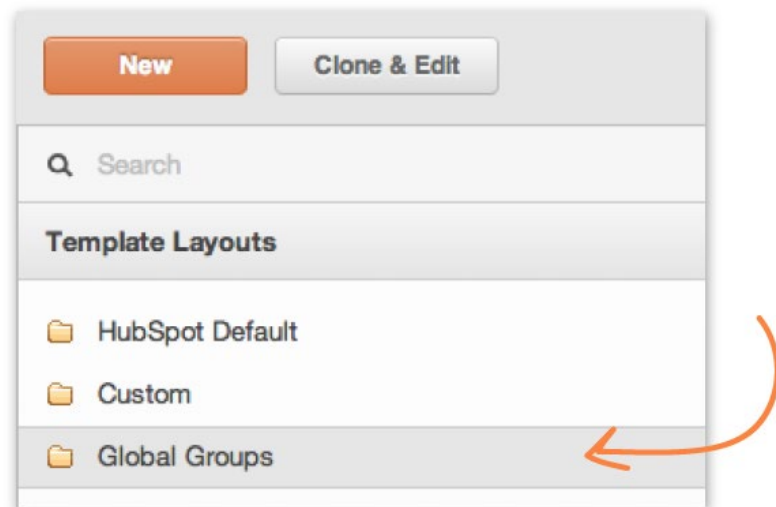 New Clone & Edit
Search
Template Layouts
HubSpot Default
Custom
Global Groups